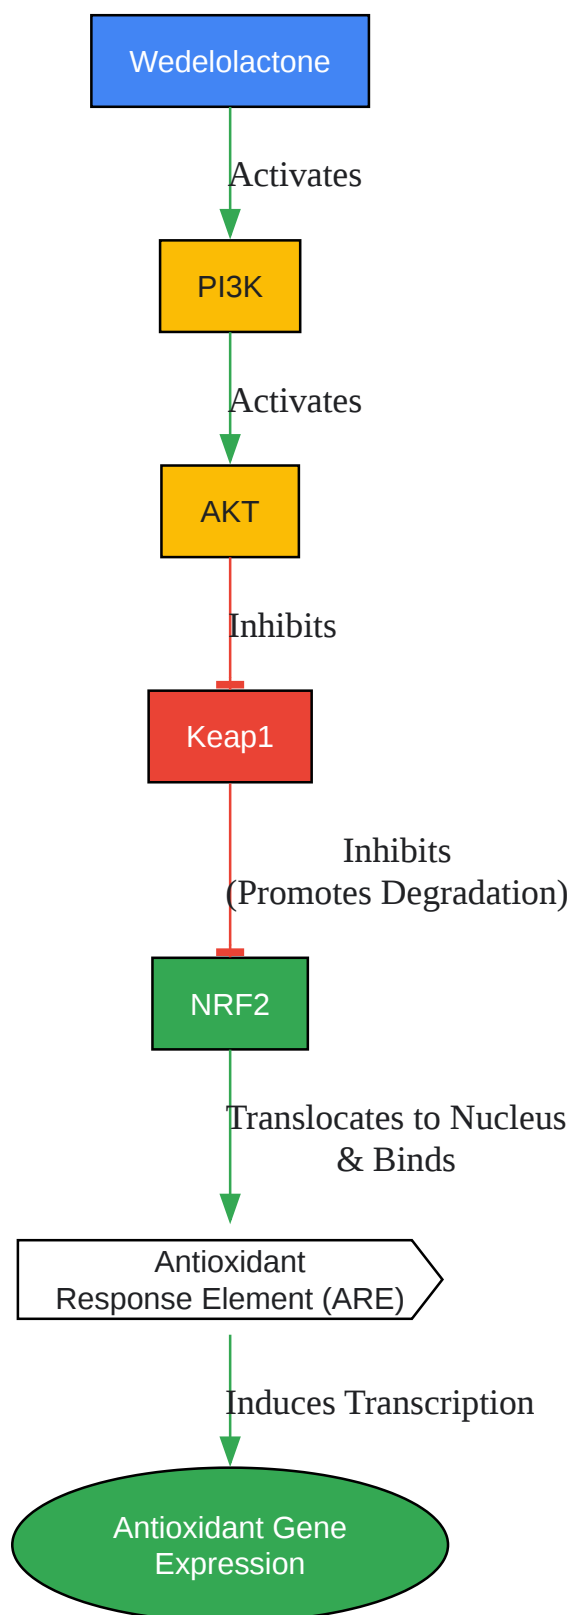 Wedelolactone
Activates
PI3K
Activates
AKT
Inhibits
Keap1
Inhibits
(Promotes Degradation)
NRF2
Translocates to Nucleus
& Binds
Antioxidant
Response Element (ARE)
Induces Transcription
Antioxidant Gene
Expression